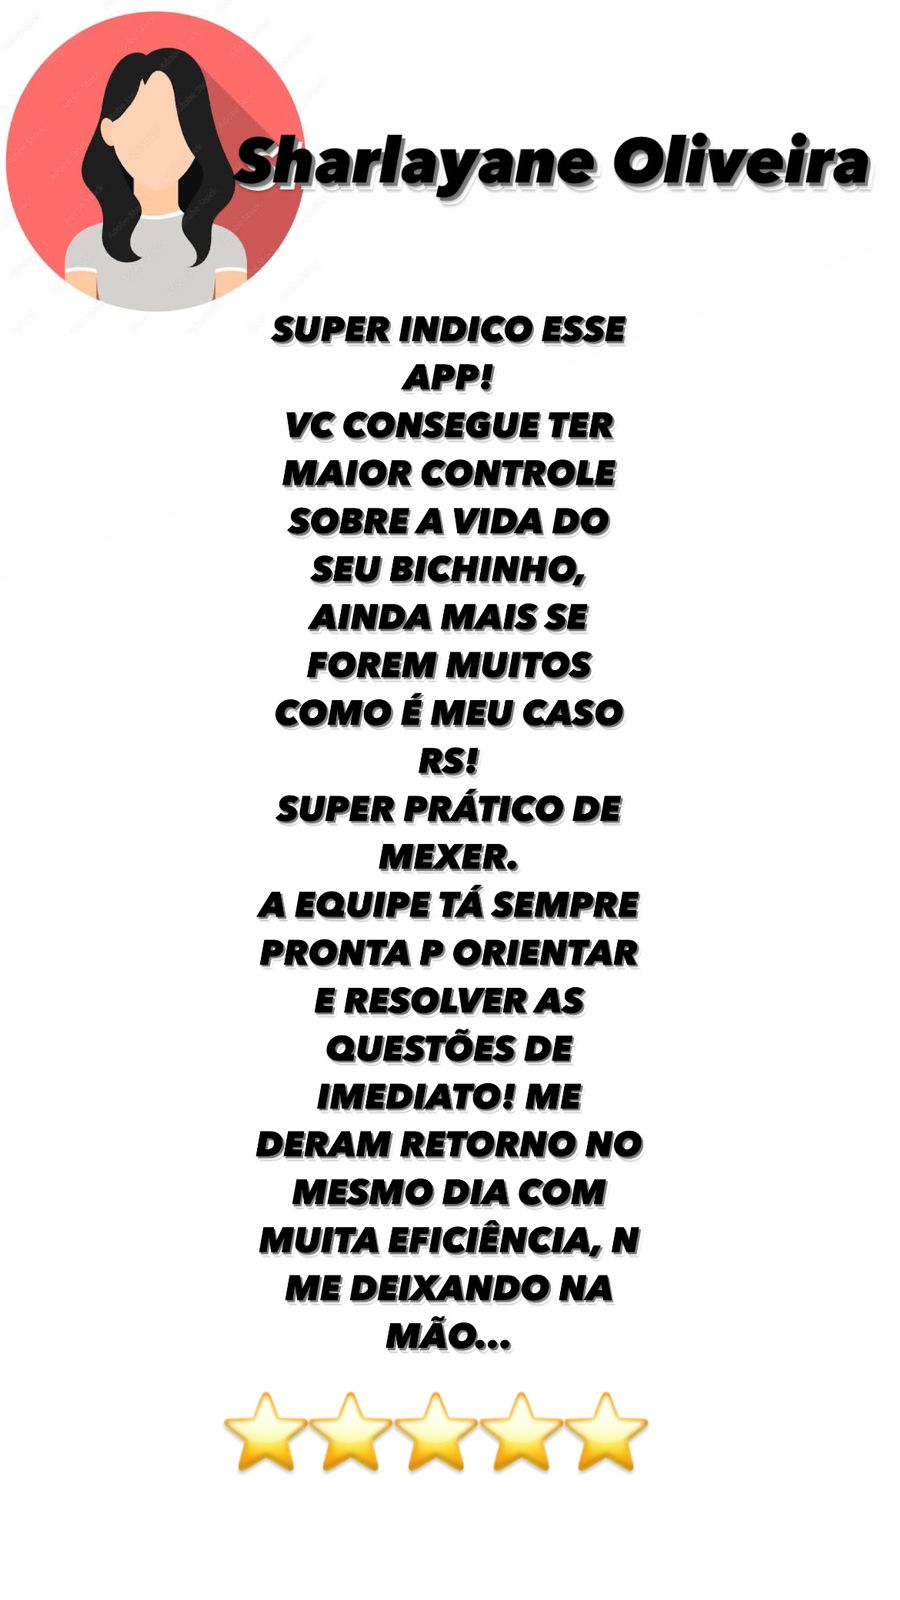 Sharlayane Oliveira
SUPER INDICO ESSE
APP!
VC CONSEGUE TER
MAIOR CONTROLE
SOBRE A VIDA DO
SEU BICHINHO,
AINDA MAIS SE
FOREM MUITOS
COMO É MEU CASO
RS!
SUPER PRÁTICO DE
MEXER.
A EQUIPE TÁ SEMPRE
PRONTA P ORIENTAR
E RESOLVER AS
QUESTÕES DE
IMEDIATO! ME
DERAM RETORNO NO
MESMO DIA COM
MUITA EFICIÊNCIA, N
ME DEIXANDO NA
MÃO...